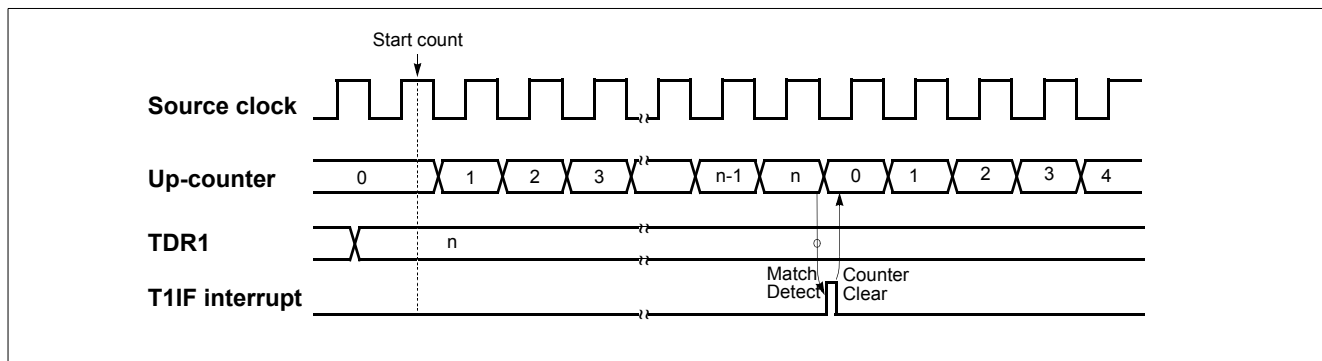 Start count
Source clock
Up-counter
0 1 2 3 n-1 n 0 1 2 3 4
TDR1
n
Match
Detect
Counter
Clear
T1IF interrupt